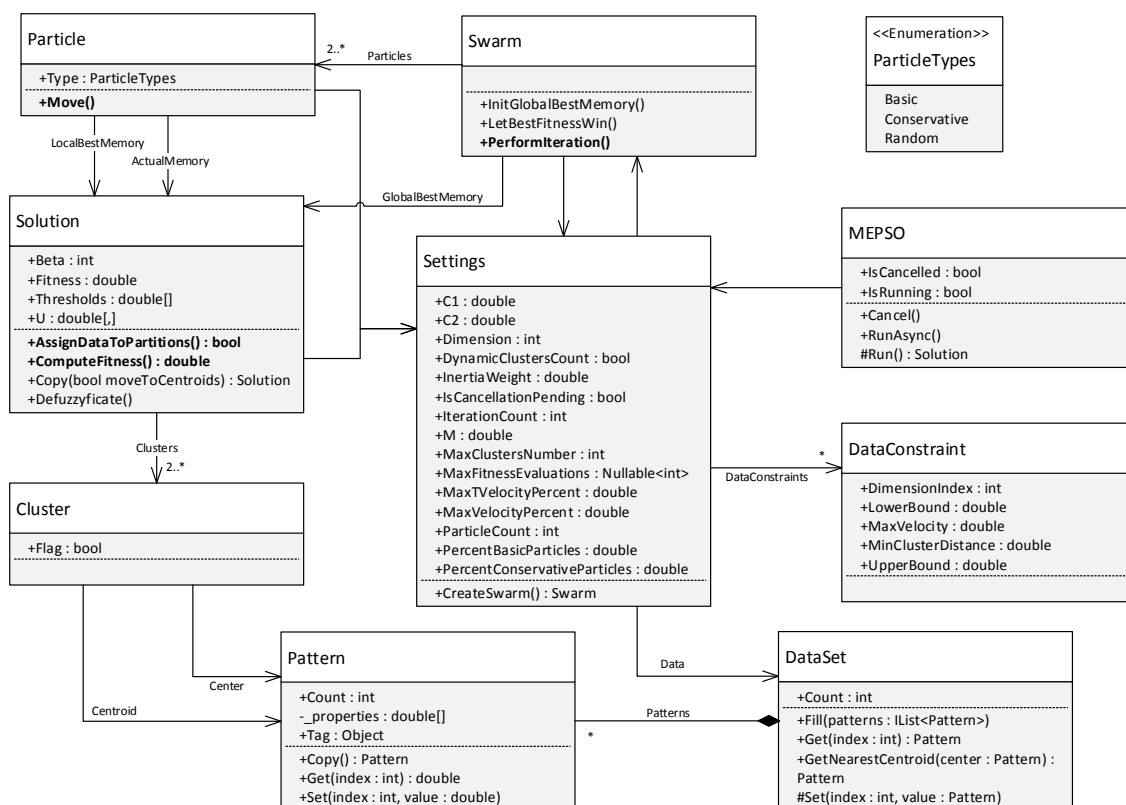 Particle
+Type : ParticleTypes
+Move()
2..*
Particles
Swarm
+InitGlobalBestMemory()
+LetBestFitnessWin()
+PerformIteration()
<<Enumeration>>
ParticleTypes
Basic
Conservative
Random
LocalBestMemory
ActualMemory
GlobalBestMemory
Solution
+Beta : int
+Fitness : double
+Thresholds : double[]
+U : double[,]
+AssignDataToPartitions() : bool
+ComputeFitness() : double
+Copy(bool moveToCentroids) : Solution
+Defuzzyficate()
Settings
+C1 : double
+C2 : double
+Dimension : int
+DynamicClustersCount : bool
+InertiaWeight : double
+IsCancellationPending : bool
+IterationCount : int
+M : double
+MaxClustersNumber : int
+MaxFitnessEvaluations : Nullable<int>
+MaxTVelocityPercent : double
+MaxVelocityPercent : double
+ParticleCount : int
+PercentBasicParticles : double
+PercentConservativeParticles : double
+CreateSwarm() : Swarm
MEPSO
+IsCancelled : bool
+IsRunning : bool
+Cancel()
+RunAsync()
#Run() : Solution
Clusters
2..*
*
DataConstraints
DataConstraint
+DimensionIndex : int
+LowerBound : double
+MaxVelocity : double
+MinClusterDistance : double
+UpperBound : double
Cluster
+Flag : bool
Center
Centroid
Pattern
+Count : int
-_properties : double[]
+Tag : Object
+Copy() : Pattern
+Get(index : int) : double
+Set(index : int, value : double)
Data
Patterns
*
DataSet
+Count : int
+Fill(patterns : IList<Pattern>)
+Get(index : int) : Pattern
+GetNearestCentroid(center : Pattern) :
Pattern
#Set(index : int, value : Pattern)